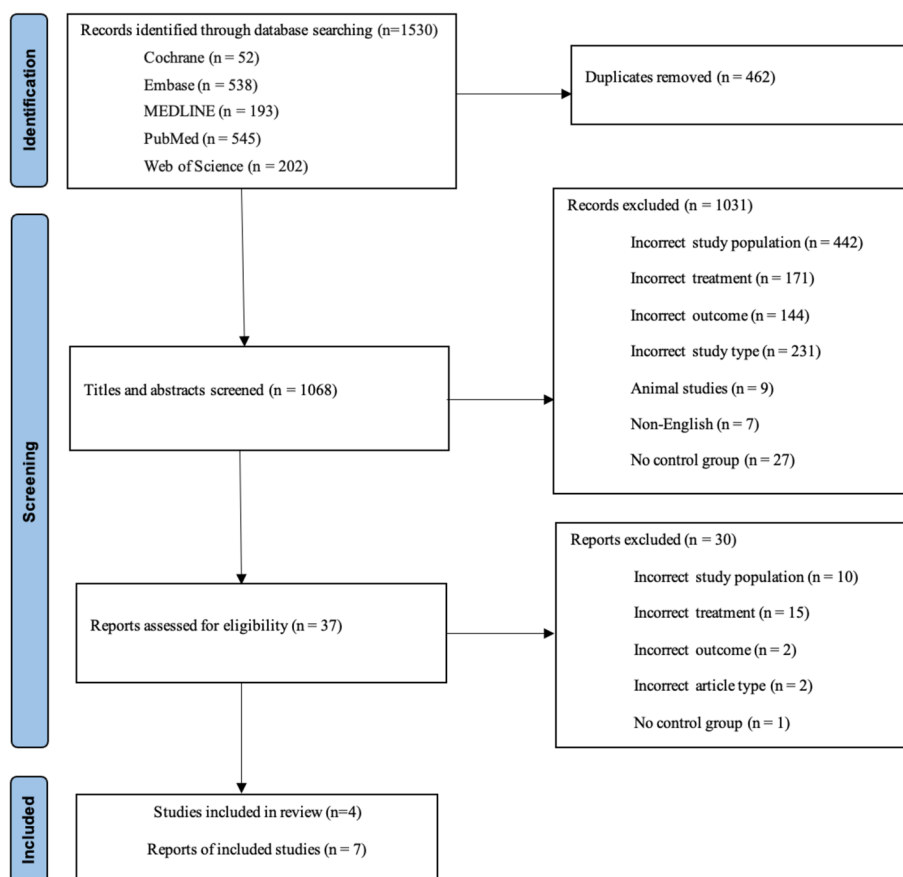 Identification
Records identified through database searching (n=1530)
Cochrane (n = 52)
Embase (n = 538)
MEDLINE (n = 193)
PubMed (n = 545)
Web of Science (n = 202)
Duplicates removed (n = 462)
Screening
Titles and abstracts screened (n = 1068)
Records excluded (n = 1031)
Incorrect study population (n = 442)
Incorrect treatment (n = 171)
Incorrect outcome (n = 144)
Incorrect study type (n = 231)
Animal studies (n = 9)
Non-English (n = 7)
No control group (n = 27)
Reports assessed for eligibility (n = 37)
Reports excluded (n = 30)
Incorrect study population (n = 10)
Incorrect treatment (n = 15)
Incorrect outcome (n = 2)
Incorrect article type (n = 2)
No control group (n = 1)
Included
Studies included in review (n=4)
Reports of included studies (n = 7)